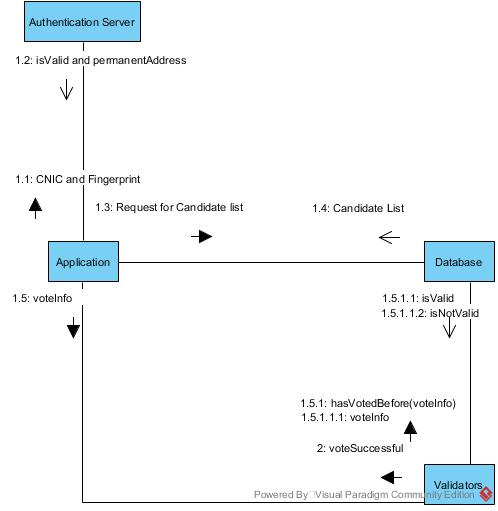 Authentication Server
1.2: isValid and permanentAddress
1.1: CNIC and Fingerprint
1.3: Request for Candidate list
1.4: Candidate List
Application
Database
1.5: voteInfo
1.5.1.1: isValid
1.5.1.1.2: isNotValid
1.5.1: hasVotedBefore(voteInfo)
1.5.1.1.1: voteInfo
2: voteSuccessful
Validators
Powered By Visual Paradigm Community Edition